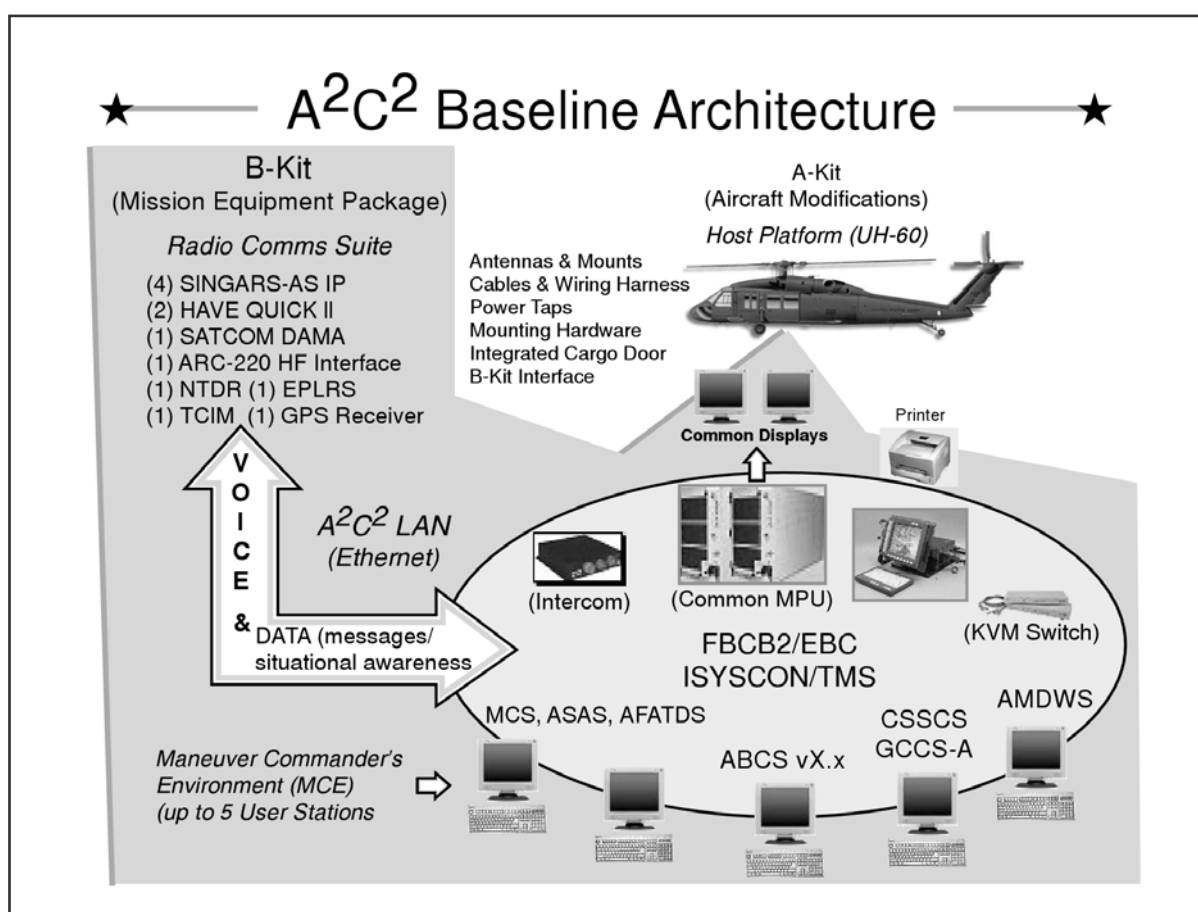 A²C² Baseline Architecture
B-Kit
(Mission Equipment Package)
Radio Comms Suite
(4) SINGARS-AS IP
(2) HAVE QUICK II
(1) SATCOM DAMA
(1) ARC-220 HF Interface
(1) NTDR (1) EPLRS
(1) TCIM (1) GPS Receiver
A-Kit
(Aircraft Modifications)
Host Platform (UH-60)
Antennas & Mounts
Cables & Wiring Harness
Power Taps
Mounting Hardware
Integrated Cargo Door
B-Kit Interface
Common Displays
Printer
VOICE &
DATA (messages/
situational awareness
A²C² LAN
(Ethernet)
(Intercom)
(Common MPU)
(KVM Switch)
FBCB2/EBC
ISYSCON/TMS
MCS, ASAS, AFATDS
ABCS vX.x
CSSCS
GCCS-A
AMDWS
Maneuver Commander's
Environment (MCE)
(up to 5 User Stations